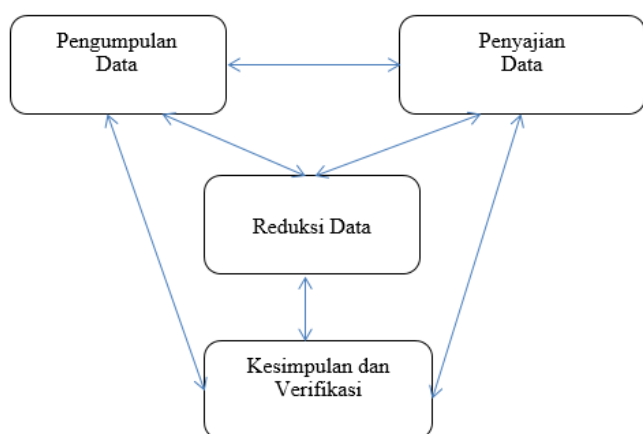 Pengumpulan
Data
Penyajian
Data
Reduksi Data
Kesimpulan dan
Verifikasi